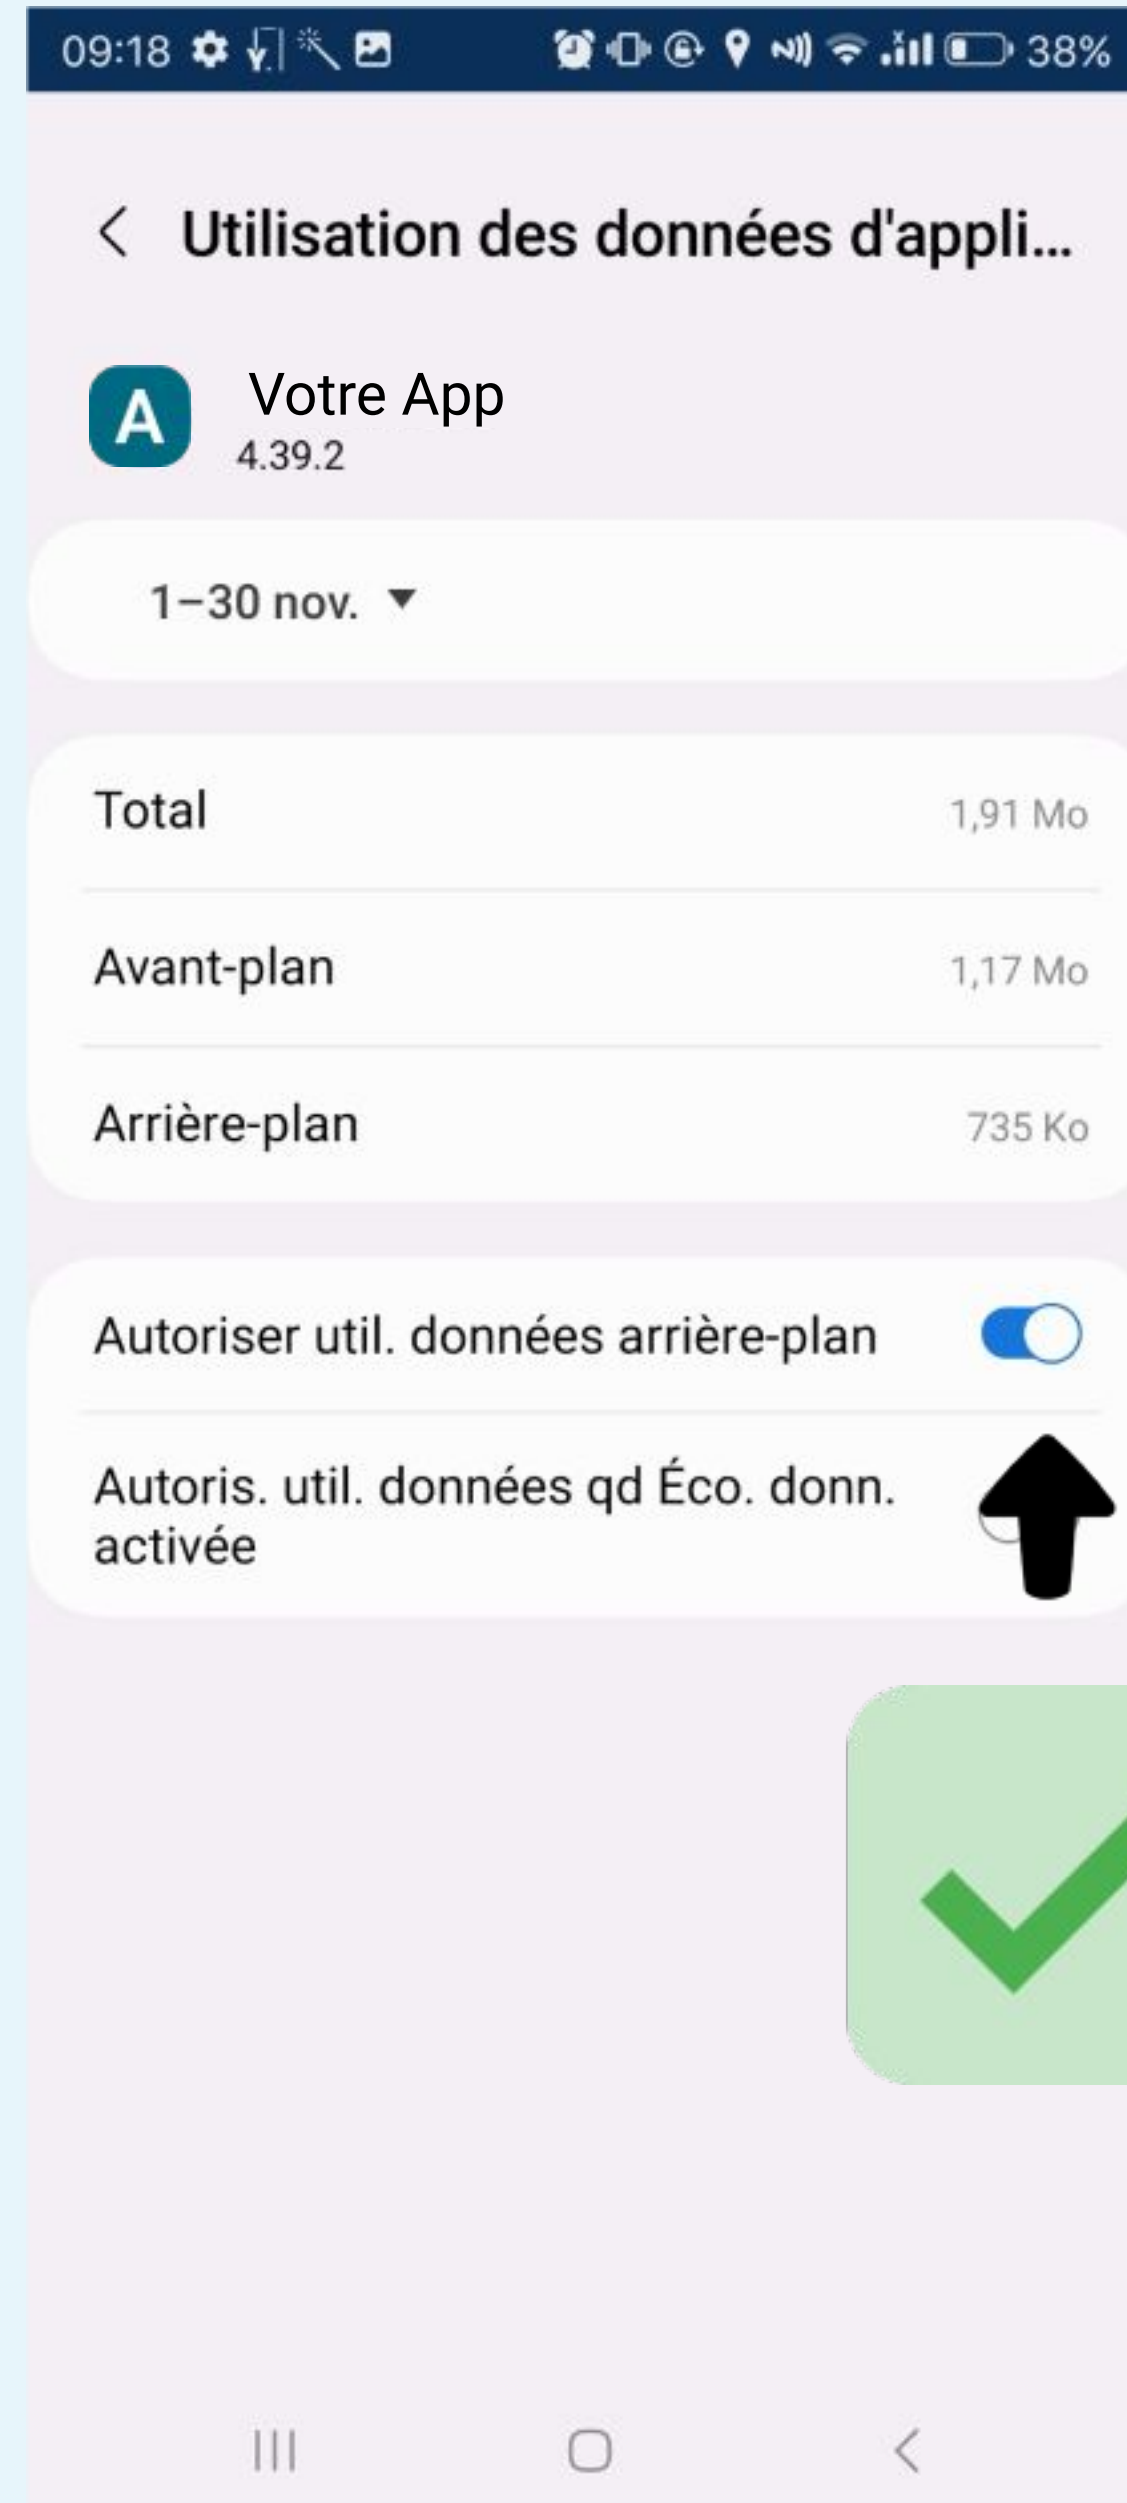 09:18 38%
Utilisation des données d'appli...
A
Votre App
4.39.2
1–30 nov.
Total 1,91 Mo
Avant-plan 1,17 Mo
Arrière-plan 735 Ko
Autoriser util. données arrière-plan
Autoris. util. données qd Éco. donn.
activée